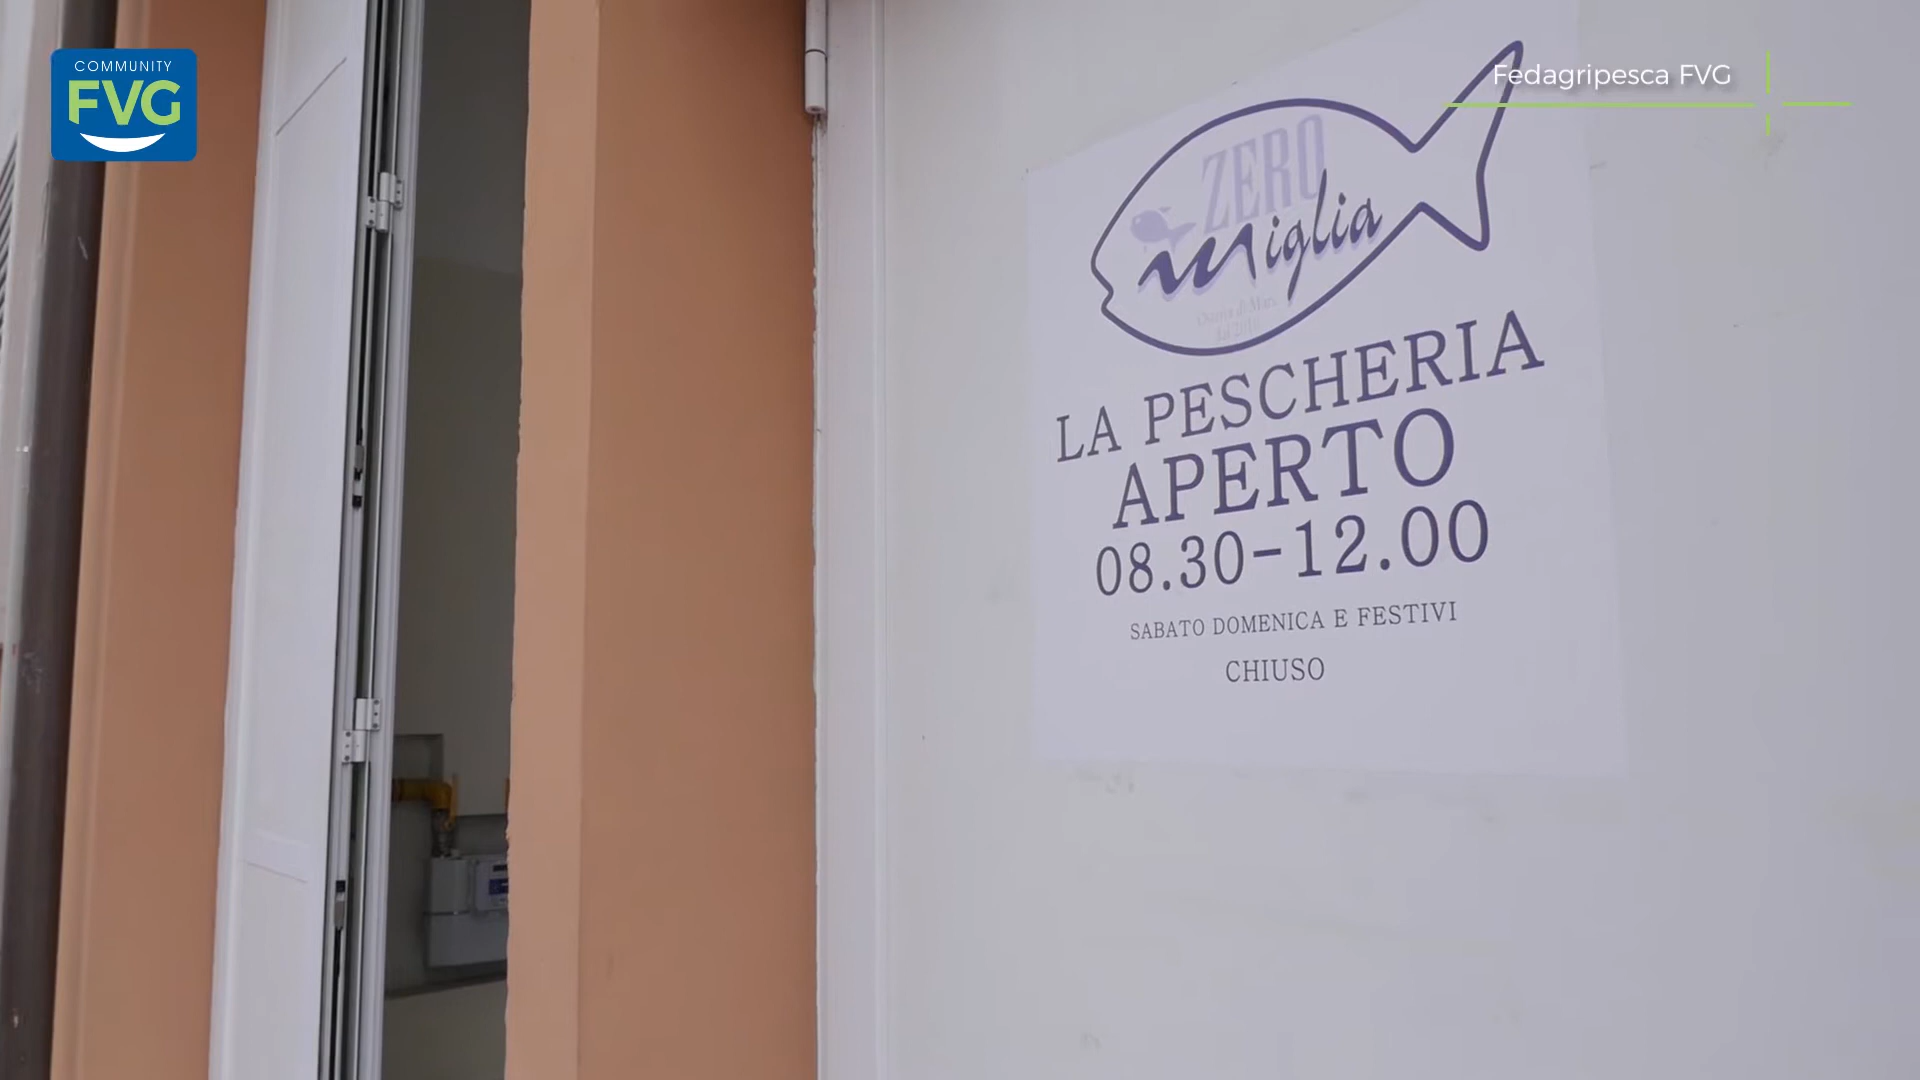 COMMUNITY
FVG
Fedagripesca FVG
ZERO
miglia
LA PESCHERIA
APERTO
08.30-12.00
SABATO DOMENICA E FESTIVI
CHIUSO